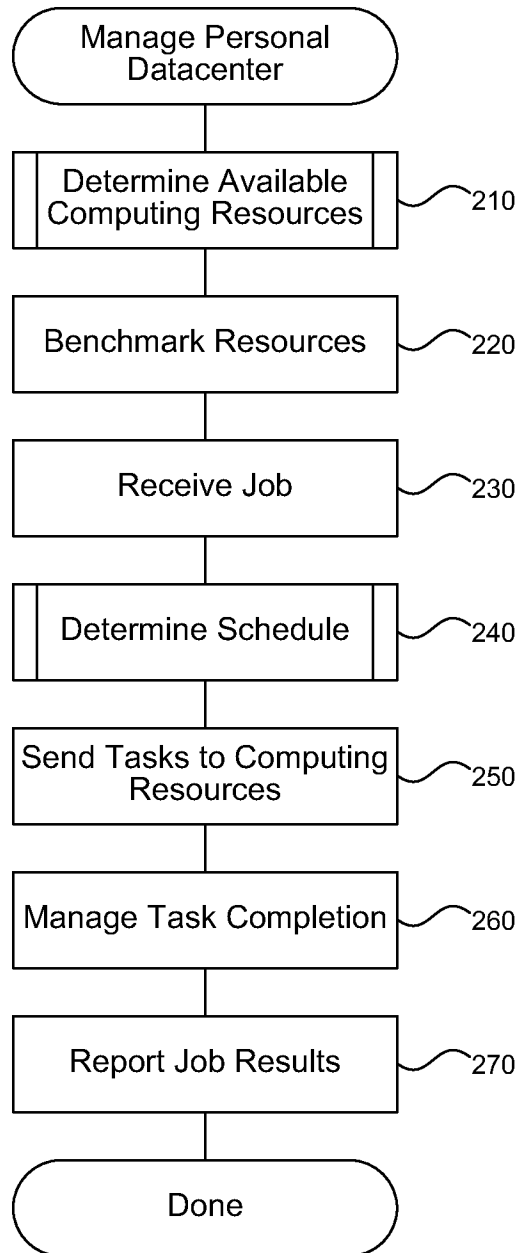 Manage Personal
Datacenter
Determine Available
Computing Resources
210
Benchmark Resources
220
Receive Job
230
Determine Schedule
240
Send Tasks to Computing
Resources
250
Manage Task Completion
260
Report Job Results
270
Done